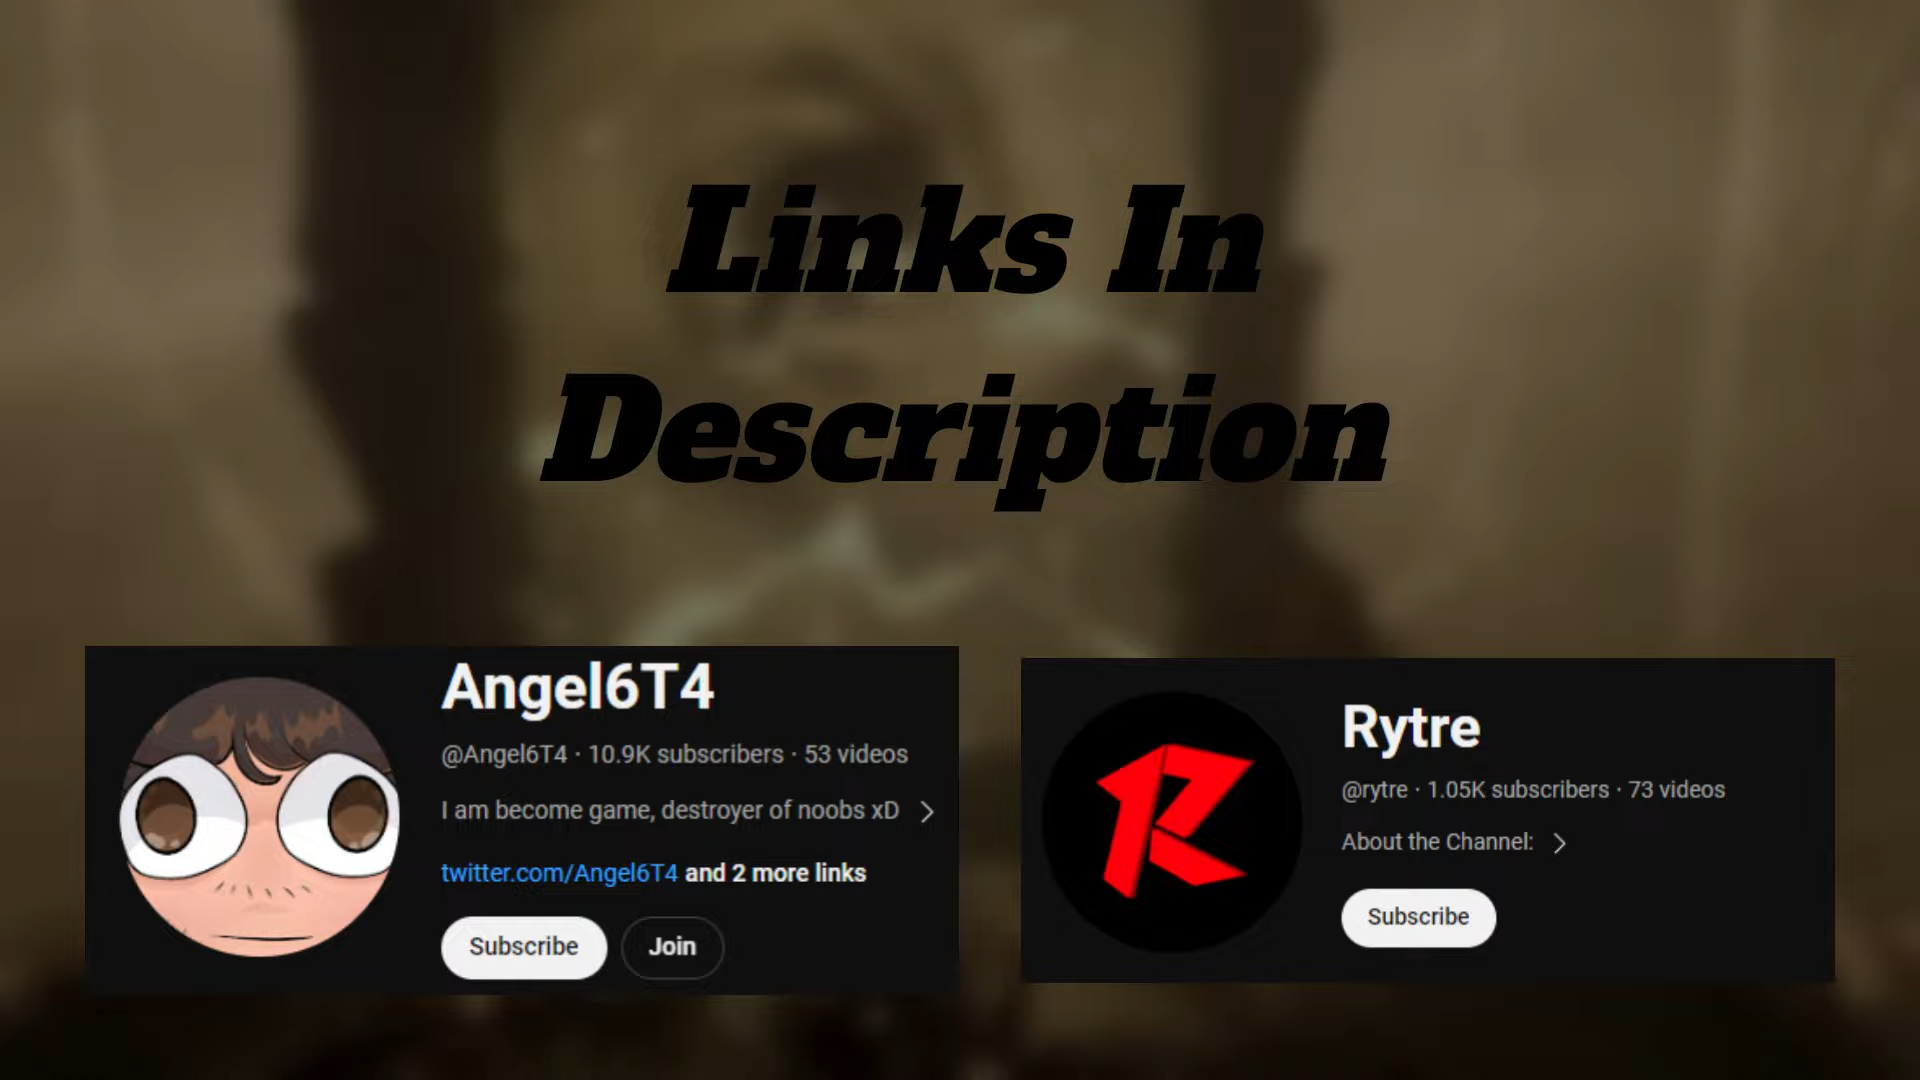 Links In
Description
Angel6T4
@Angel6T4 · 10.9K subscribers · 53 videos
I am become game, destroyer of noobs xD
twitter.com/Angel6T4 and 2 more links
Subscribe
Join
Rytre
@rytre · 1.05K subscribers · 73 videos
About the Channel:
Subscribe